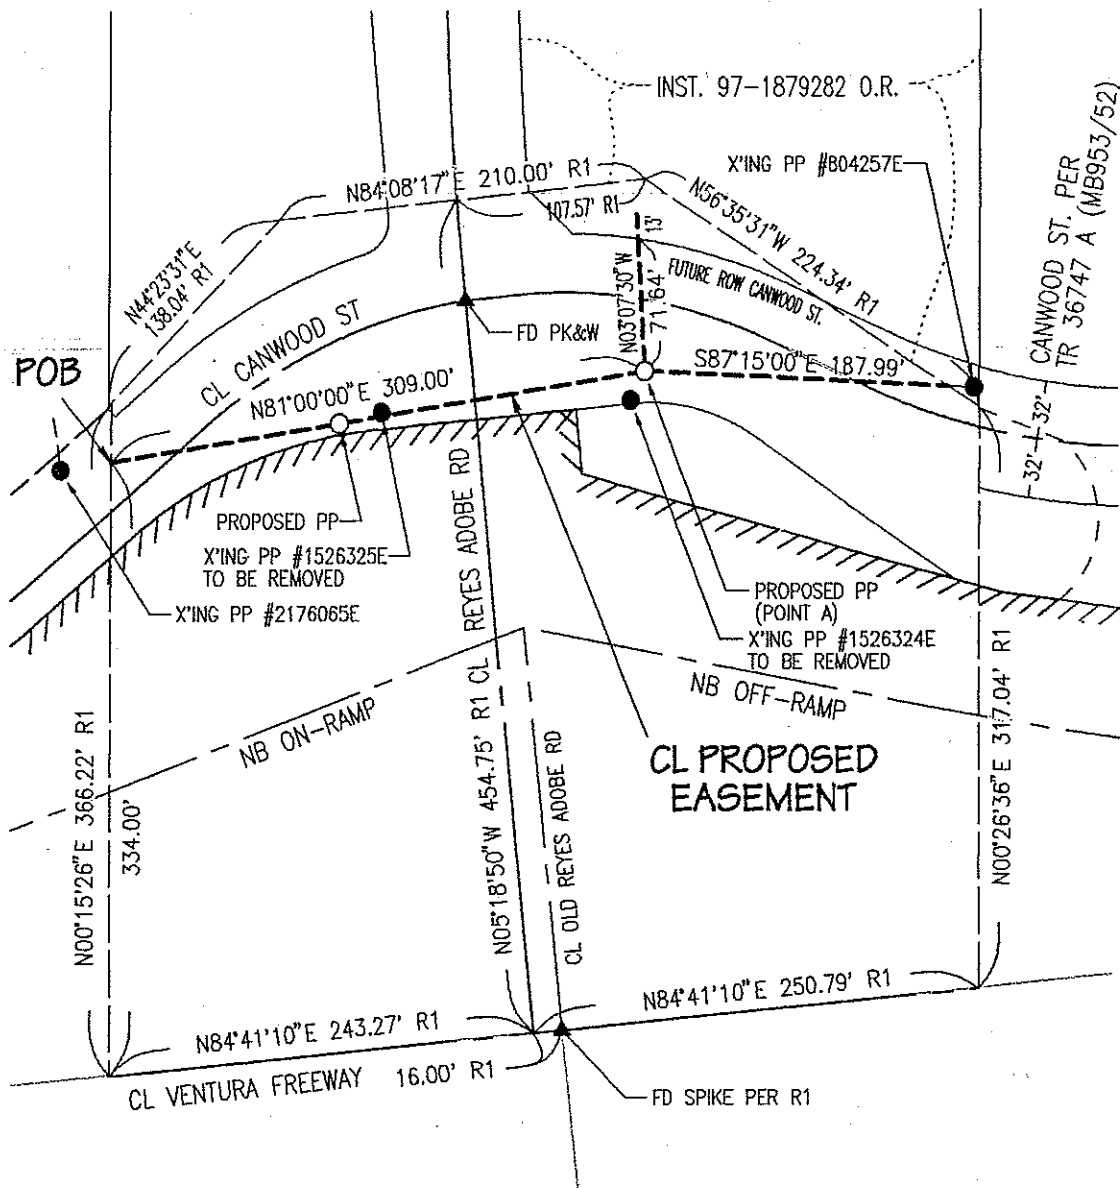 INST. 97-1879282 O.R.
X'ING PP #B04257E
CANWOOD ST. PER
TR 36747 A (MB953/52)
N84°08'17"E 210.00' R1
107.57' R1
N56°35'31"W 224.34' R1
13'
N03°07'30"W
71.64'
FUTURE ROW CANWOOD ST.
N44°23'31"E
138.04' R1
CL CANWOOD ST
FD PK&W
POB
N81°00'00"E 309.00'
S87°15'00"E 187.99'
32'
32'
PROPOSED PP
X'ING PP #1526325E
TO BE REMOVED
X'ING PP #2176065E
PROPOSED PP
(POINT A)
X'ING PP #1526324E
TO BE REMOVED
CL REYES ADOBE RD
NB ON-RAMP
NB OFF-RAMP
CL PROPOSED
EASEMENT
N00°15'26"E 366.22' R1
334.00'
N05°18'50"W 454.75' R1
CL OLD REYES ADOBE RD
N00°26'36"E 317.04' R1
N84°41'10"E 243.27' R1
N84°41'10"E 250.79' R1
CL VENTURA FREEWAY 16.00' R1
FD SPIKE PER R1